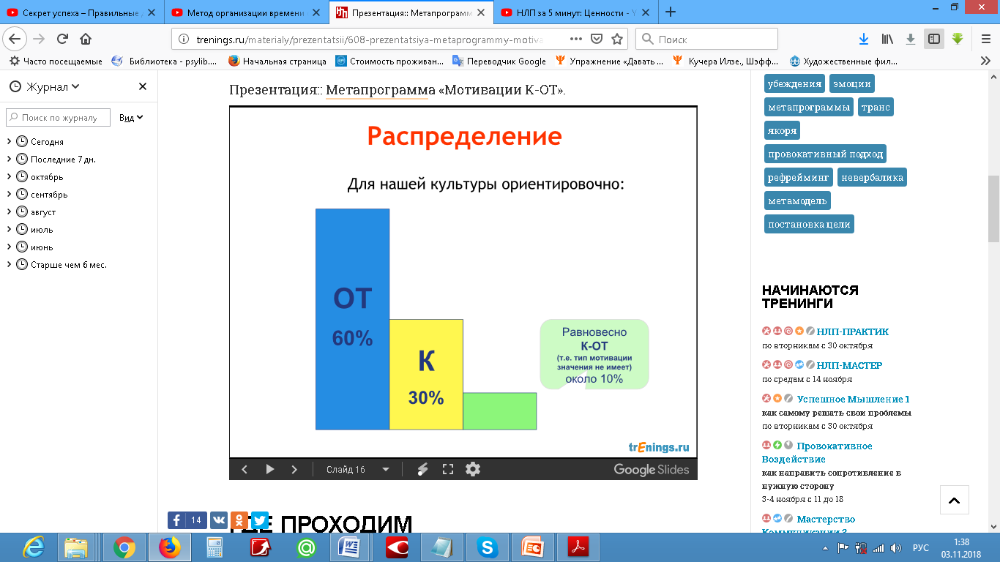 Секрет успеха – Правильные
Метод организации времени
Презентация:: Метапрограмм
НЛП за 5 минут: Ценности - Y
trenings.ru/materialy/prezentatsii/608-prezentatsiya-metaprogrammy-motiva
Поиск
Часто посещаемые
Библиотека - psylib....
Начальная страница
Стоимость прожиган...
Переводчик Google
Упражнение «Давать ...
Кучера Илзе., Шэфф...
Художественные фил...
Журнал
Поиск по журналу
Вид
Сегодня
Последние 7 дн.
октябрь
сентябрь
август
июль
июнь
Старше чем 6 мес.
Презентация:: Метапрограмма «Мотивации К-ОТ».
Распределение
Для нашей культуры ориентировочно:
ОТ
60%
К
30%
Равновесно
К-ОТ
(т.е. тип мотивации
значения не имеет)
около 10%
trEnings.ru
Слайд 16
Google Slides
14
ГДЕ ПРОХОДИМ
убеждения эмоции
метапрограммы транс
якоря
провокативный подход
рефрейминг невербалика
метамодель
постановка цели
НАЧИНАЮТСЯ
ТРЕНИНГИ
НЛП-ПРАКТИК
по вторникам с 30 октября
НЛП-МАСТЕР
по средам с 14 ноября
Успешное Мышление 1
как самому решать свои проблемы
по вторникам с 30 октября
Провокативное
Воздействие
как направить сопротивление в
нужную сторону
3-4 ноября с 11 до 18
Мастерство
Коммуникации 3
РУС
1:38
03.11.2018